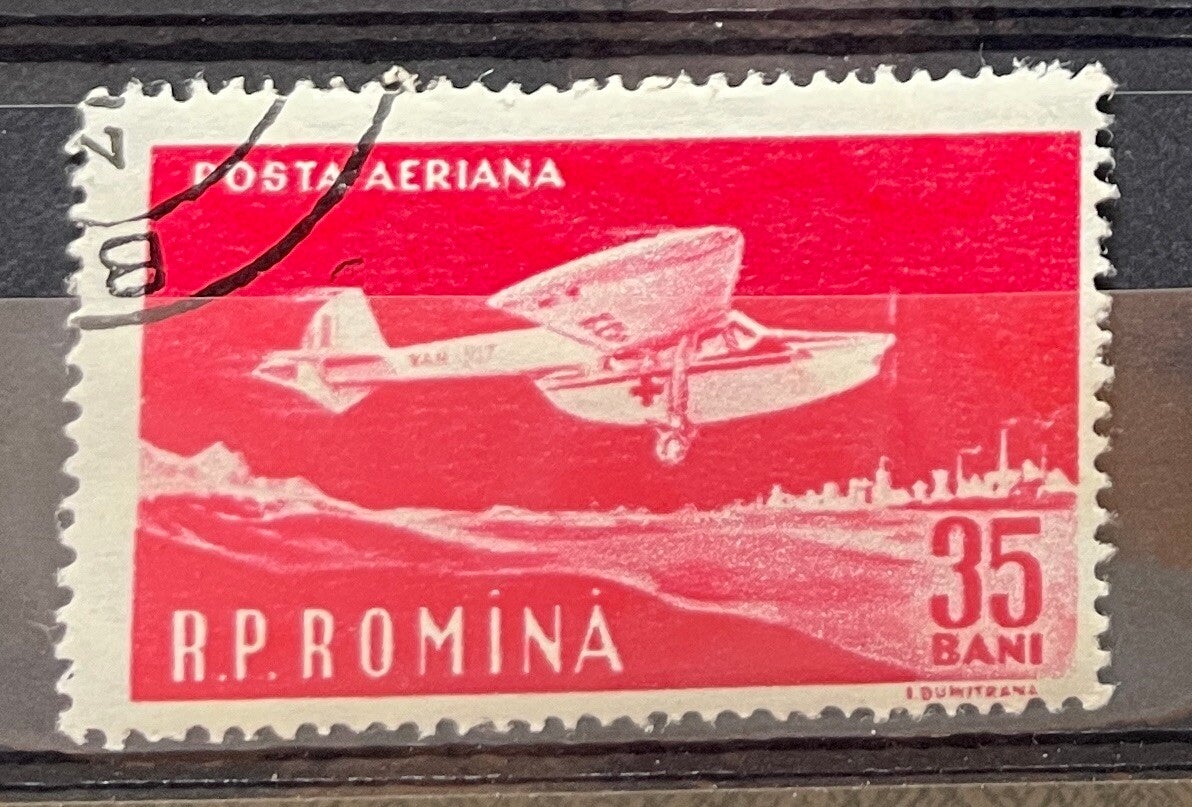 POSTA AERIANA
R.P.ROMÎNĂ
35
BANI
I. DUMITRANA